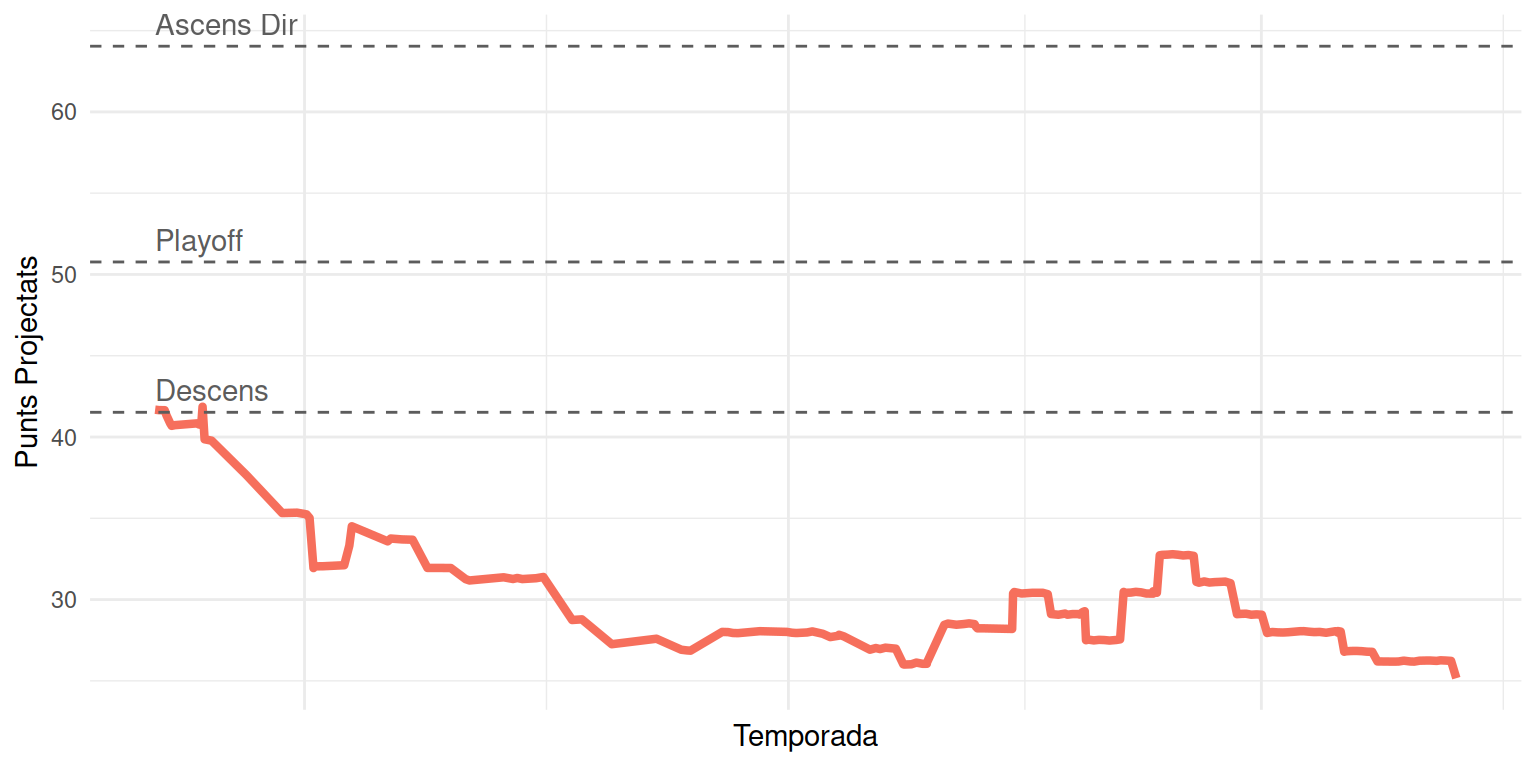 Ascens Dir
60
Playoff
50
Descens
40
30
Punts Projectats
Temporada